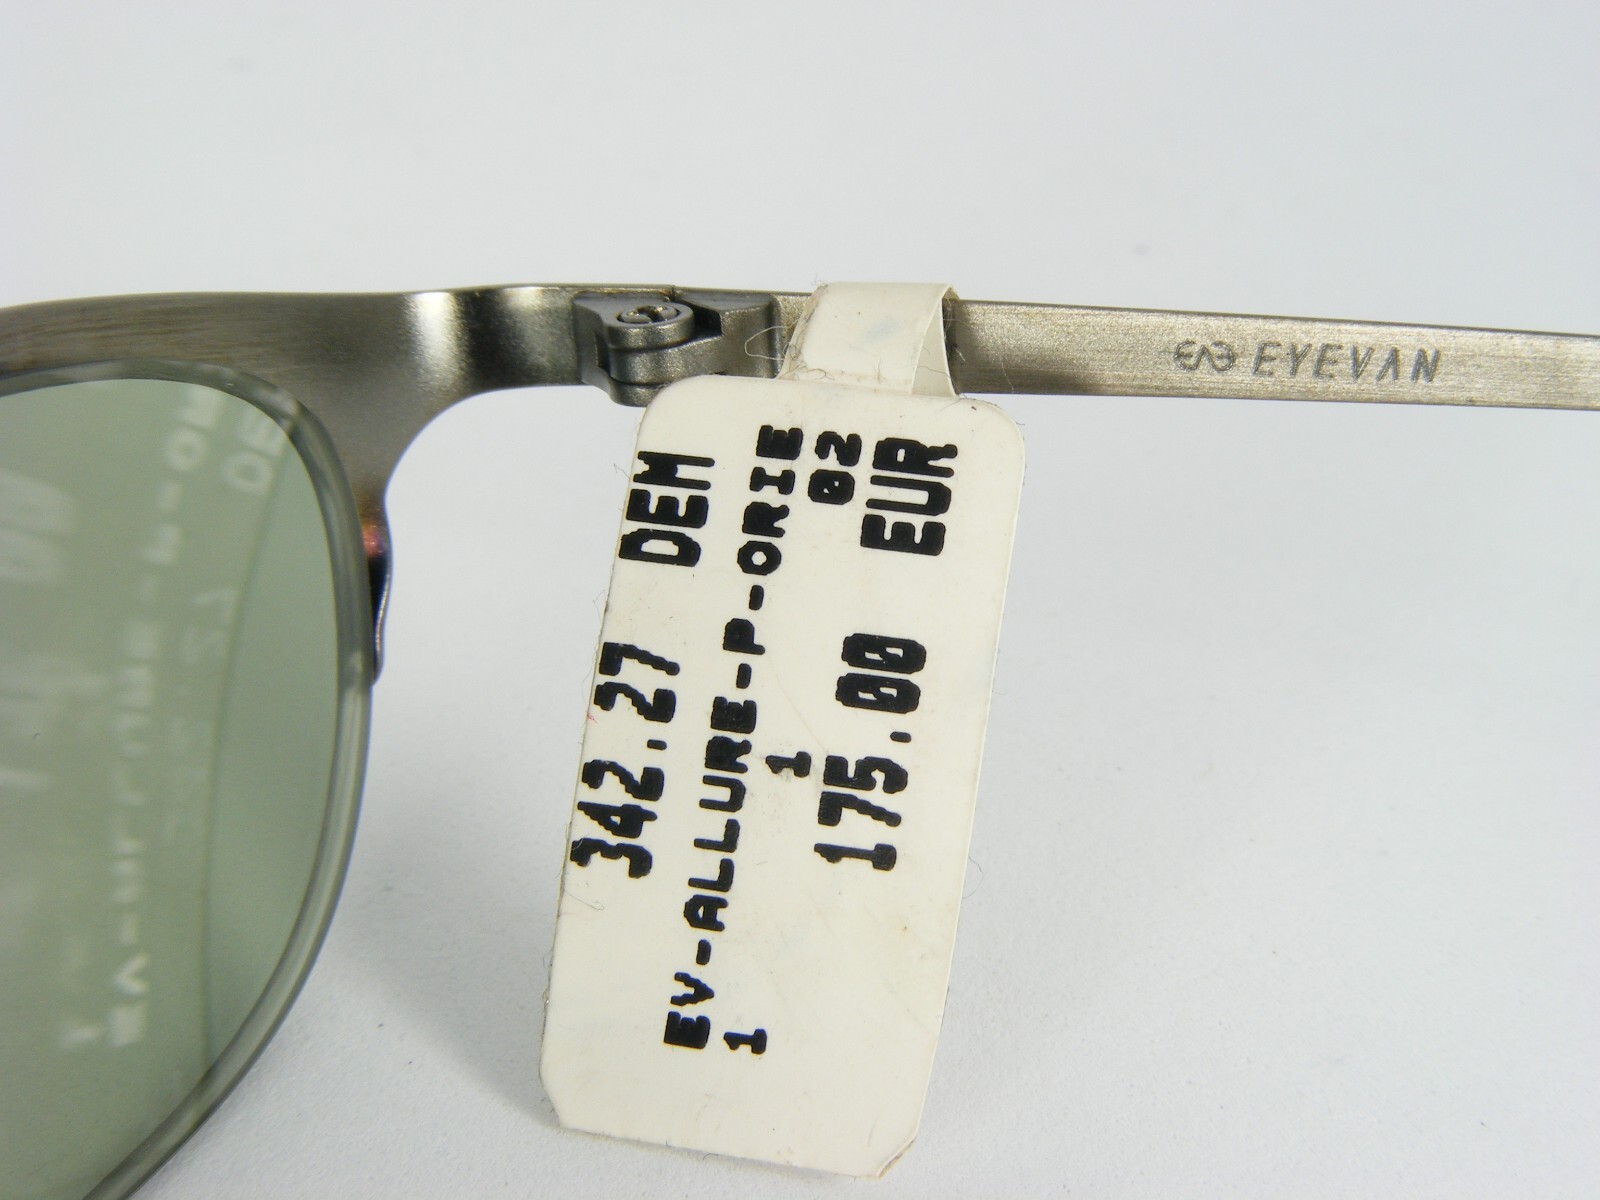 EYEVAN
342.27 DEM
EV-ALLURE-P-ORIE
1 1 02
175.00 EUR